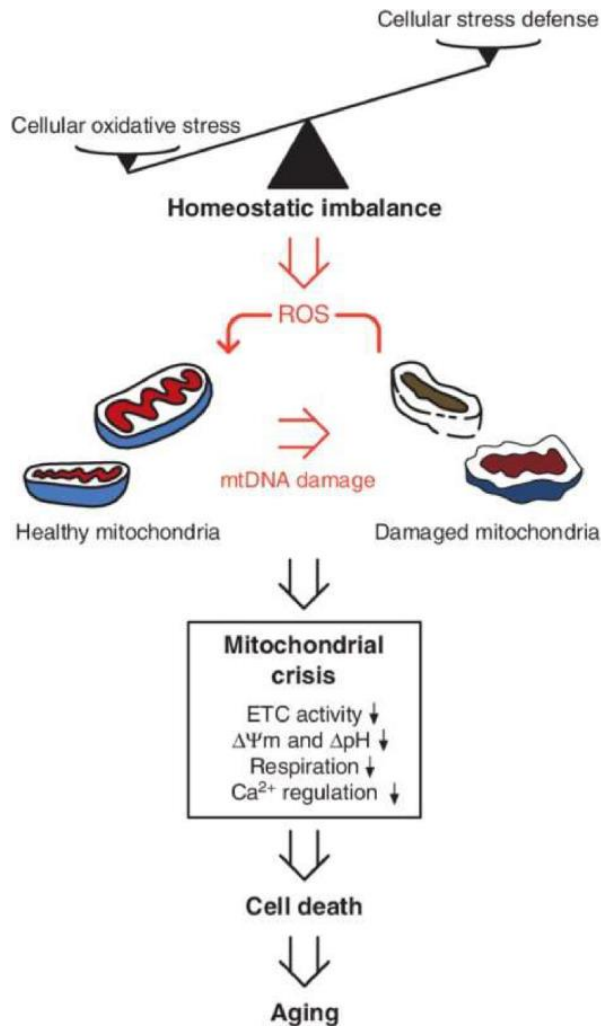 Cellular stress defense
Cellular oxidative stress
Homeostatic imbalance
ROS
mtDNA damage
Healthy mitochondria
Damaged mitochondria
Mitochondrial
crisis
ETC activity ↓
ΔΨm and ΔpH ↓
Respiration ↓
Ca²⁺ regulation ↓
Cell death
Aging